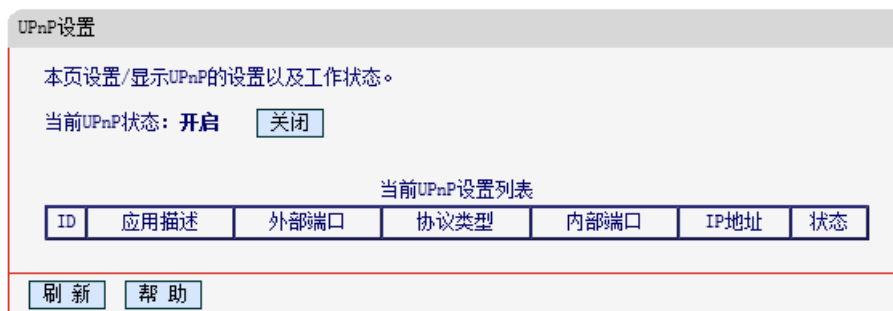 UPnP设置
本页设置/显示UPnP的设置以及工作状态。
当前UPnP状态：开启 关闭
当前UPnP设置列表
ID 应用描述 外部端口 协议类型 内部端口 IP地址 状态
刷 新 帮 助